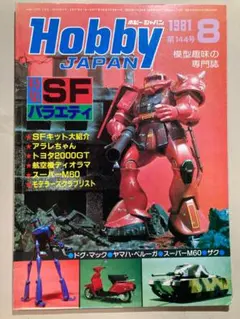 ホビージャパン
Hobby
JAPAN
1981
8
第144号
模型趣味の
専門誌
SF
バラエティ
★SFキット大紹介
★アラレちゃん
★トヨタ2000GT
★航空機ディオラマ
★スーパーM60
★モデラーズクラブリスト
●ドグ・マック●ヤマハ・ベルーガ●スーパーM60●ザク●